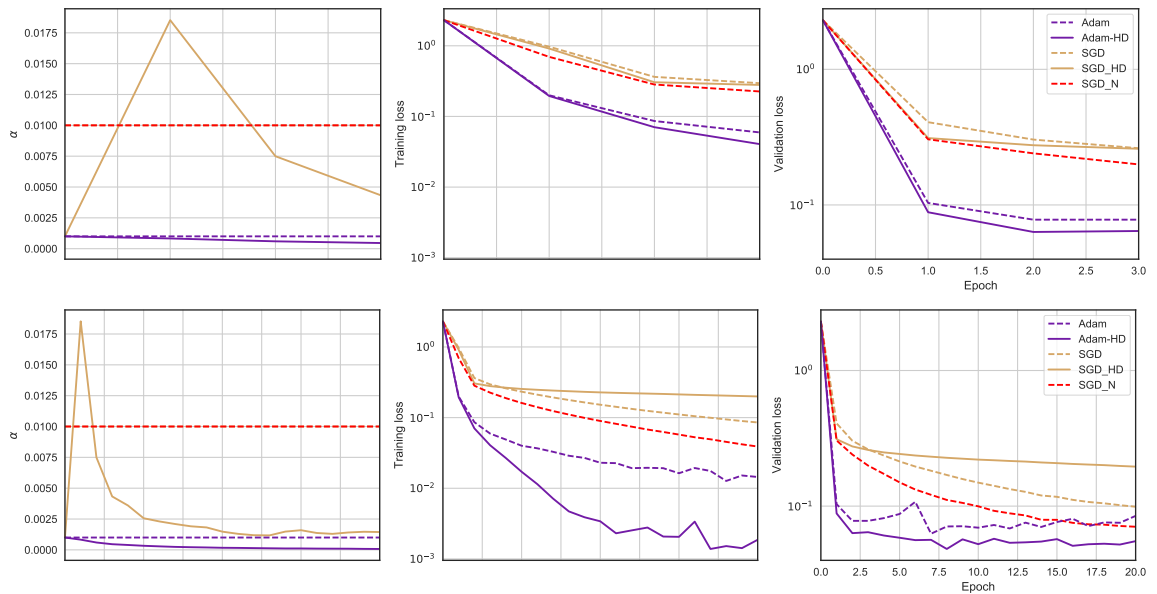 0.0175
0.0150
0.0125
0.0100
0.0075
0.0050
0.0025
0.0000
α
10⁰
10⁻¹
10⁻²
10⁻³
Training loss
10⁰
10⁻¹
Validation loss
Adam
Adam-HD
SGD
SGD_HD
SGD_N
0.0 0.5 1.0 1.5 2.0 2.5 3.0
Epoch
0.0175
0.0150
0.0125
0.0100
0.0075
0.0050
0.0025
0.0000
α
10⁰
10⁻¹
10⁻²
10⁻³
Training loss
10⁰
10⁻¹
Validation loss
Adam
Adam-HD
SGD
SGD_HD
SGD_N
0.0 2.5 5.0 7.5 10.0 12.5 15.0 17.5 20.0
Epoch